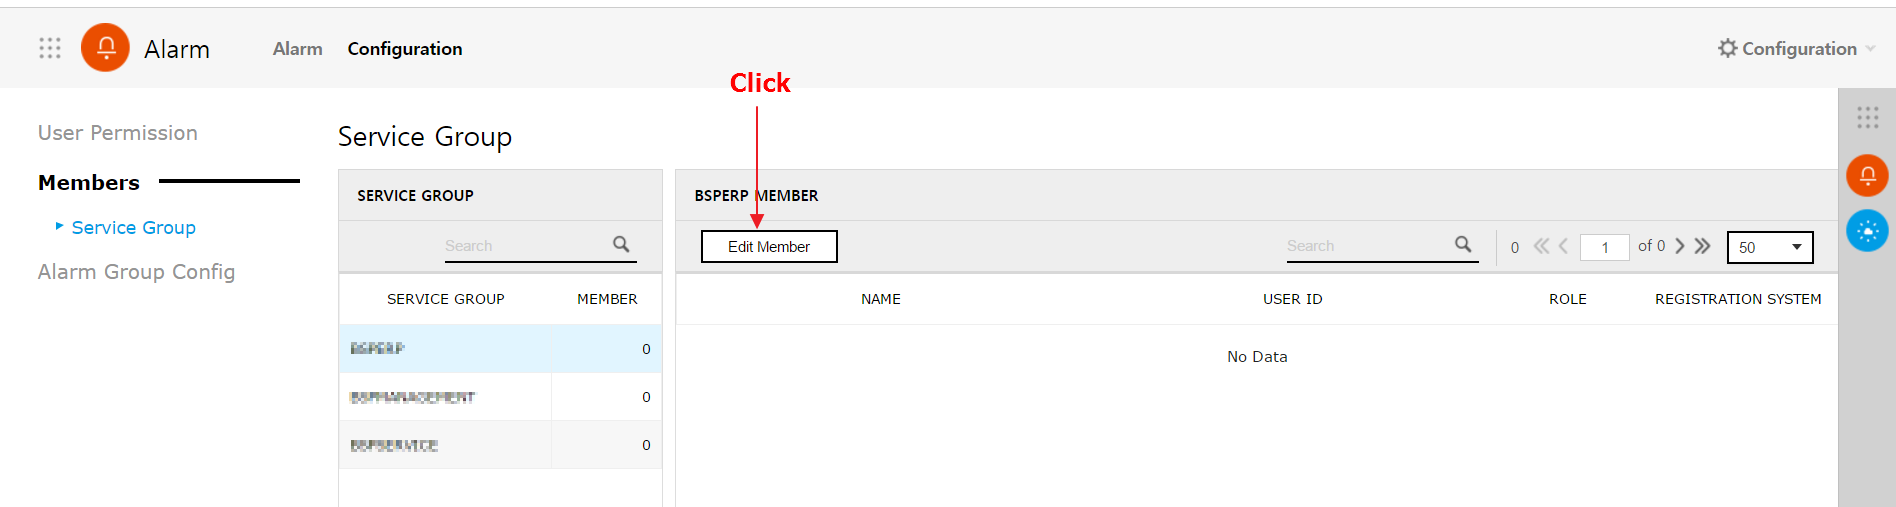 Alarm
Alarm
Configuration
Configuration
Click
User Permission
Members
Service Group
Alarm Group Config
Service Group
SERVICE GROUP
Search
SERVICE GROUP MEMBER
BSPERP 0
BSPMANAGEMENT 0
BSPSERVICE 0
BSPERP MEMBER
Edit Member
Search
0
1
of 0
50
NAME USER ID ROLE REGISTRATION SYSTEM
No Data